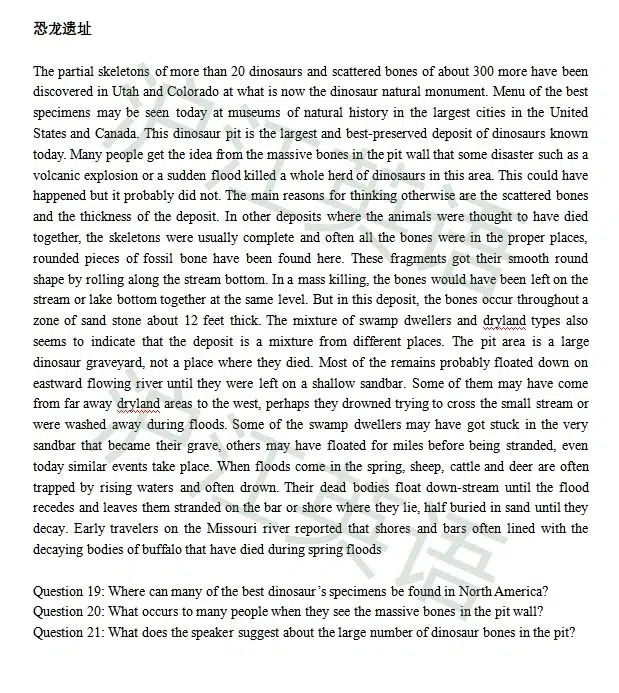 恐龙遗址
The partial skeletons of more than 20 dinosaurs and scattered bones of about 300 more have been
discovered in Utah and Colorado at what is now the dinosaur natural monument. Menu of the best
specimens may be seen today at museums of natural history in the largest cities in the United
States and Canada. This dinosaur pit is the largest and best-preserved deposit of dinosaurs known
today. Many people get the idea from the massive bones in the pit wall that some disaster such as a
volcanic explosion or a sudden flood killed a whole herd of dinosaurs in this area. This could have
happened but it probably did not. The main reasons for thinking otherwise are the scattered bones
and the thickness of the deposit. In other deposits where the animals were thought to have died
together, the skeletons were usually complete and often all the bones were in the proper places,
rounded pieces of fossil bone have been found here. These fragments got their smooth round
shape by rolling along the stream bottom. In a mass killing, the bones would have been left on the
stream or lake bottom together at the same level. But in this deposit, the bones occur throughout a
zone of sand stone about 12 feet thick. The mixture of swamp dwellers and dryland types also
seems to indicate that the deposit is a mixture from different places. The pit area is a large
dinosaur graveyard, not a place where they died. Most of the remains probably floated down on
eastward flowing river until they were left on a shallow sandbar. Some of them may have come
from far away dryland areas to the west, perhaps they drowned trying to cross the small stream or
were washed away during floods. Some of the swamp dwellers may have got stuck in the very
sandbar that became their grave, others may have floated for miles before being stranded, even
today similar events take place. When floods come in the spring, sheep, cattle and deer are often
trapped by rising waters and often drown. Their dead bodies float down-stream until the flood
recedes and leaves them stranded on the bar or shore where they lie, half buried in sand until they
decay. Early travelers on the Missouri river reported that shores and bars often lined with the
decaying bodies of buffalo that have died during spring floods
Question 19: Where can many of the best dinosaur's specimens be found in North America?
Question 20: What occurs to many people when they see the massive bones in the pit wall?
Question 21: What does the speaker suggest about the large number of dinosaur bones in the pit?
沪江英语
沪江英语